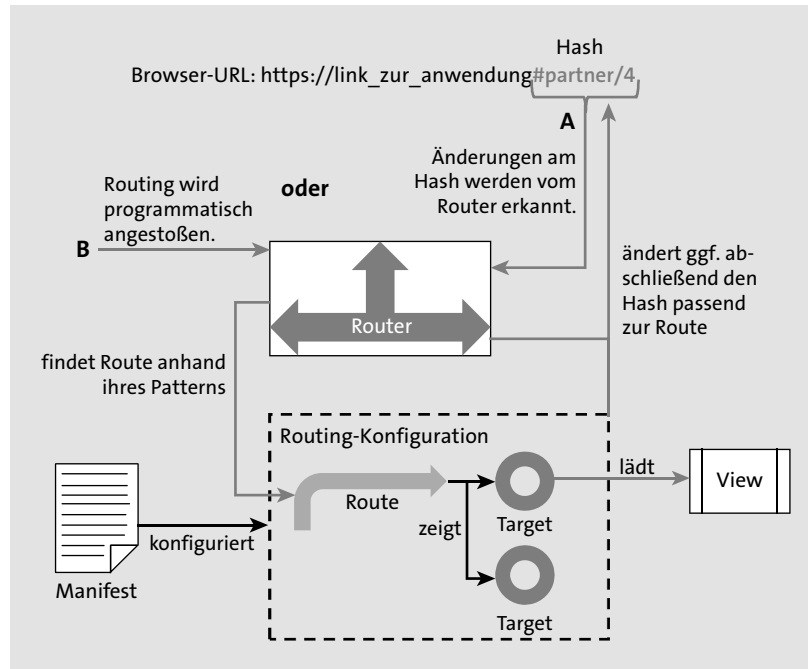 Hash
Browser-URL: https://link_zur_anwendung#partner/4
A
Änderungen am
Hash werden vom
Router erkannt.
oder
Routing wird
programmatisch
angestoßen.
B
ändert ggf. ab-
schließend den
Hash passend
zur Route
Router
findet Route anhand
ihres Patterns
Routing-Konfiguration
Route
zeigt
Target
Target
lädt
View
konfiguriert
Manifest